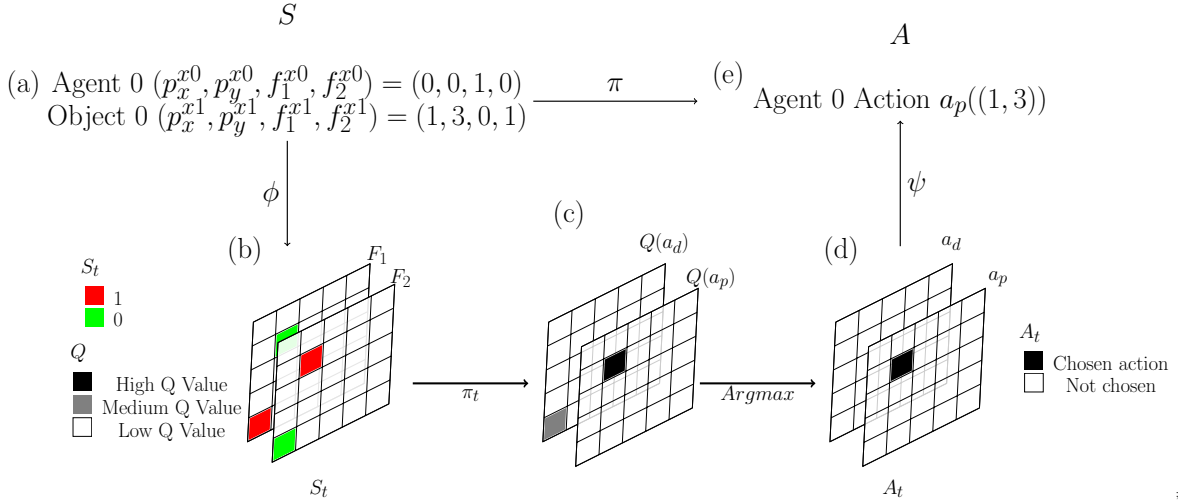 S
A
(a) Agent 0 $(p_x^{x0}, p_y^{x0}, f_1^{x0}, f_2^{x0}) = (0, 0, 1, 0)$
Object 0 $(p_x^{x1}, p_y^{x1}, f_1^{x1}, f_2^{x1}) = (1, 3, 0, 1)$
π
(e)
Agent 0 Action $a_p((1, 3))$
ϕ
ψ
(b)
(c)
(d)
$F_1$
$F_2$
$Q(a_d)$
$Q(a_p)$
$a_d$
$a_p$
$S_t$
1
0
Q
High Q Value
Medium Q Value
Low Q Value
$π_t$
Argmax
$A_t$
Chosen action
Not chosen
$S_t$
$A_t$